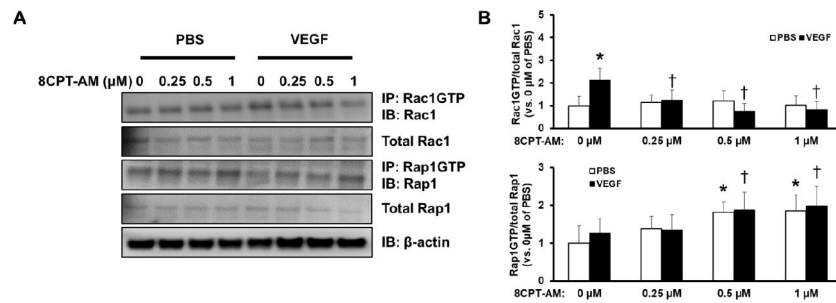 A
PBS VEGF
8CPT-AM (μM) 0 0.25 0.5 1 0 0.25 0.5 1
IP: Rac1GTP
IB: Rac1
Total Rac1
IP: Rap1GTP
IB: Rap1
Total Rap1
IB: β-actin
B
Rac1GTP/total Rac1
(vs. 0 μM of PBS)
5
4
3
2
1
0
PBS VEGF
* † † †
8CPT-AM: 0 μM 0.25 μM 0.5 μM 1 μM
Rap1GTP/total Rap1
(vs. 0μM of PBS)
3
2
1
0
PBS
VEGF
* † * †
8CPT-AM: 0 μM 0.25 μM 0.5 μM 1 μM